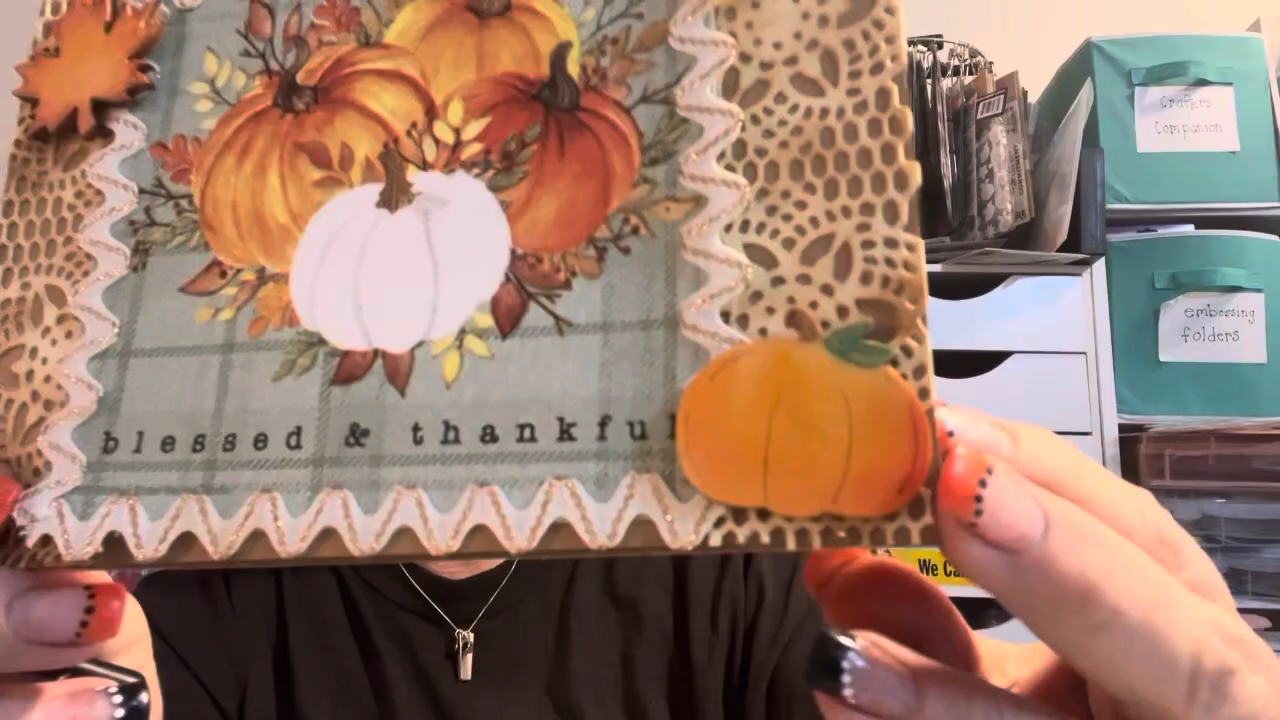 Crafters
Companion
embossing
folders
blessed & thankful
We Ca